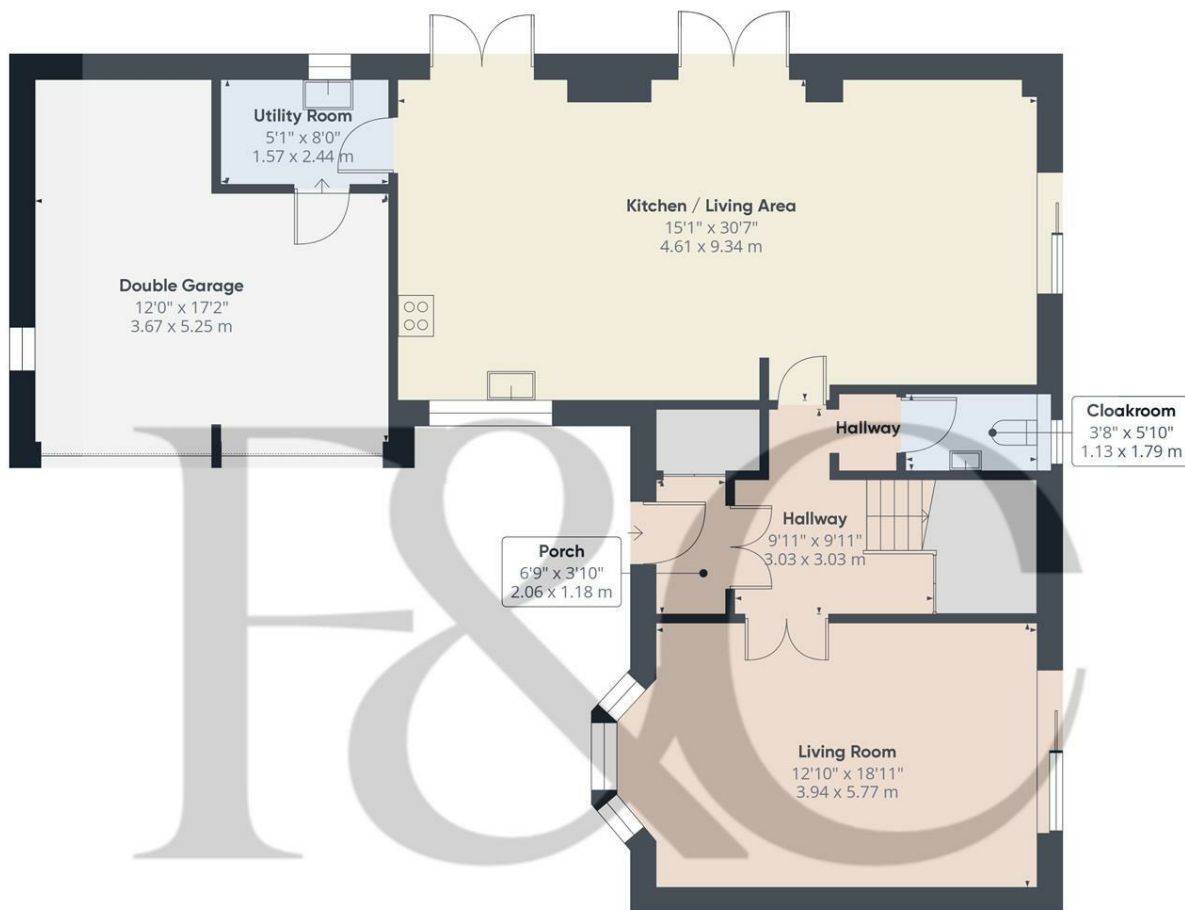 Utility Room
5'1" x 8'0"
1.57 x 2.44 m
Kitchen / Living Area
15'1" x 30'7"
4.61 x 9.34 m
Double Garage
12'0" x 17'2"
3.67 x 5.25 m
Hallway
Cloakroom
3'8" x 5'10"
1.13 x 1.79 m
Hallway
9'11" x 9'11"
3.03 x 3.03 m
Porch
6'9" x 3'10"
2.06 x 1.18 m
Living Room
12'10" x 18'11"
3.94 x 5.77 m
F&C